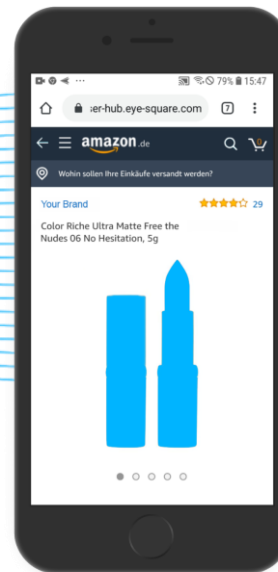 79% 15:47
ser-hub.eye-square.com 7
amazon.de
Wohin sollen Ihre Einkäufe versandt werden?
Your Brand 29
Color Riche Ultra Matte Free the
Nudes 06 No Hesitation, 5g